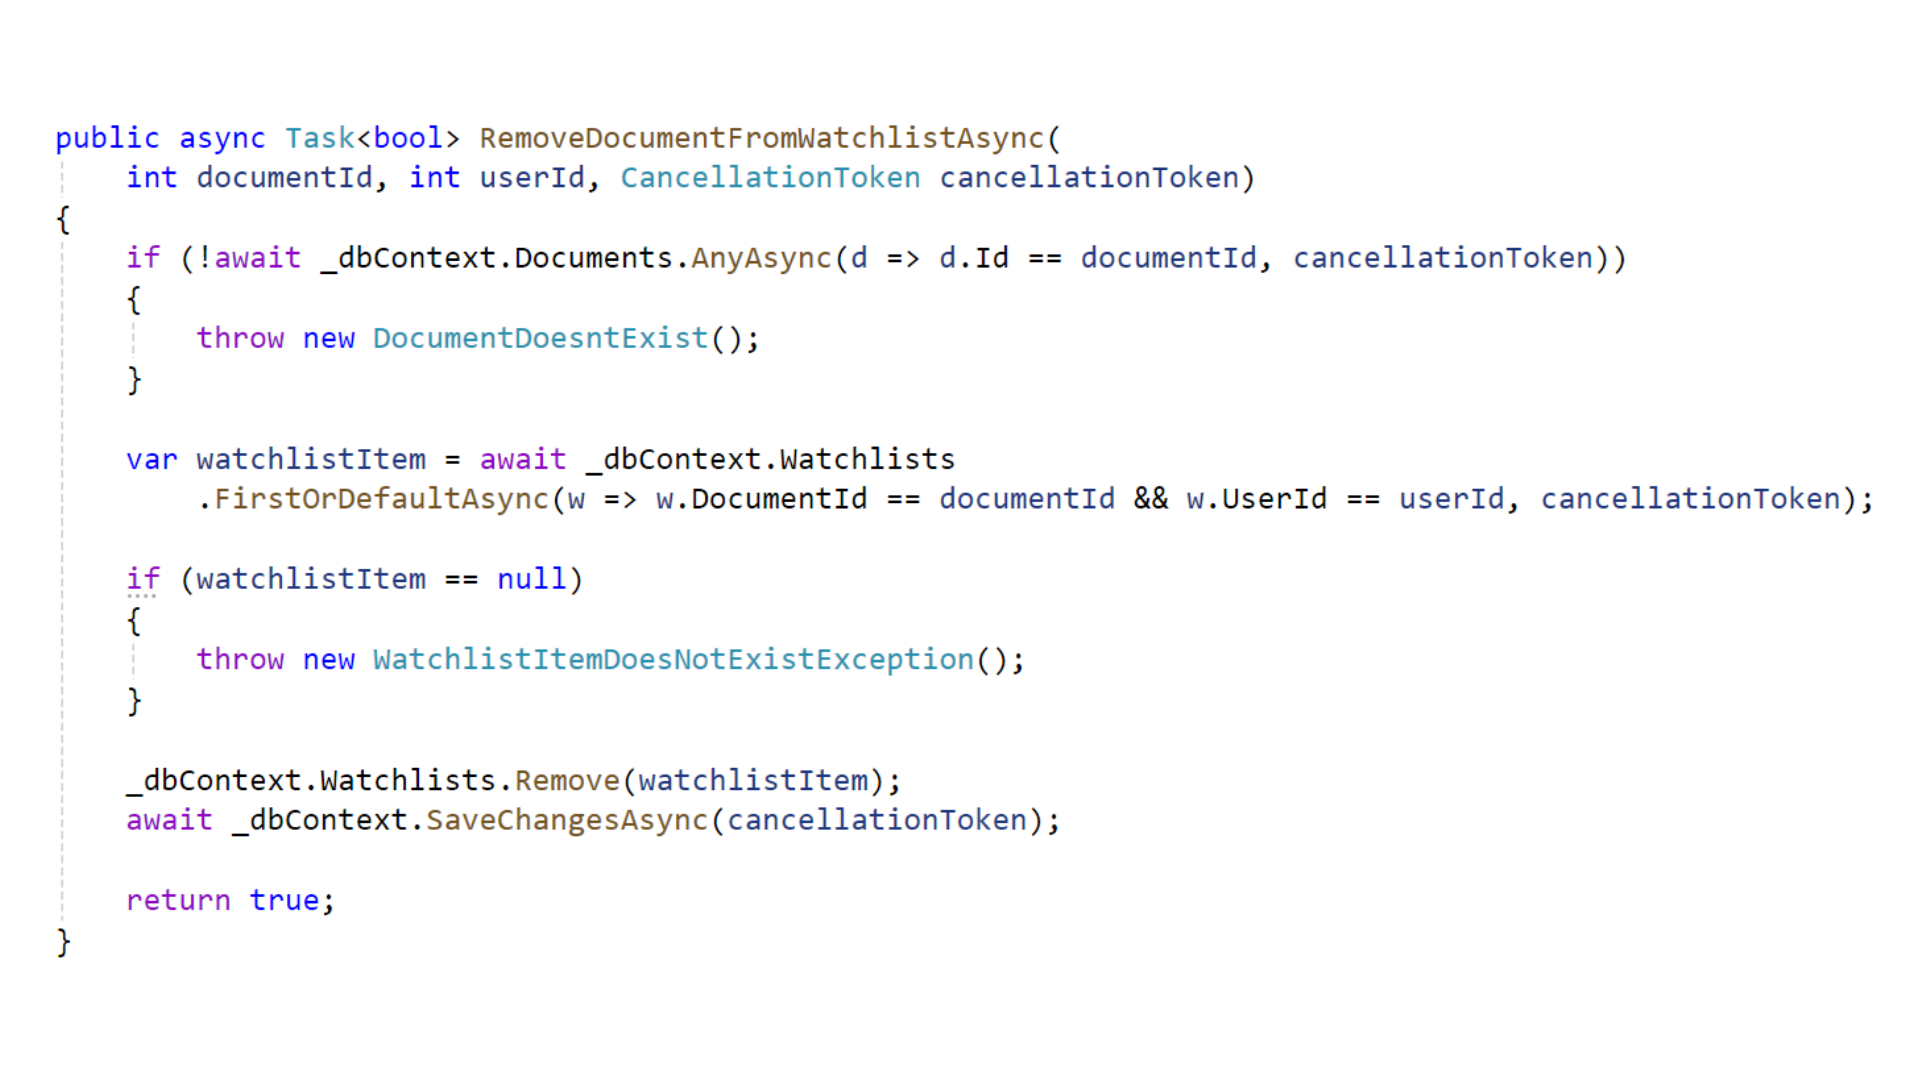 public async Task<bool> RemoveDocumentFromWatchlistAsync(
    int documentId, int userId, CancellationToken cancellationToken)
{
    if (!await _dbContext.Documents.AnyAsync(d => d.Id == documentId, cancellationToken))
    {
        throw new DocumentDoesntExist();
    }

    var watchlistItem = await _dbContext.Watchlists
        .FirstOrDefaultAsync(w => w.DocumentId == documentId && w.UserId == userId, cancellationToken);

    if (watchlistItem == null)
    {
        throw new WatchlistItemDoesNotExistException();
    }

    _dbContext.Watchlists.Remove(watchlistItem);
    await _dbContext.SaveChangesAsync(cancellationToken);

    return true;
}